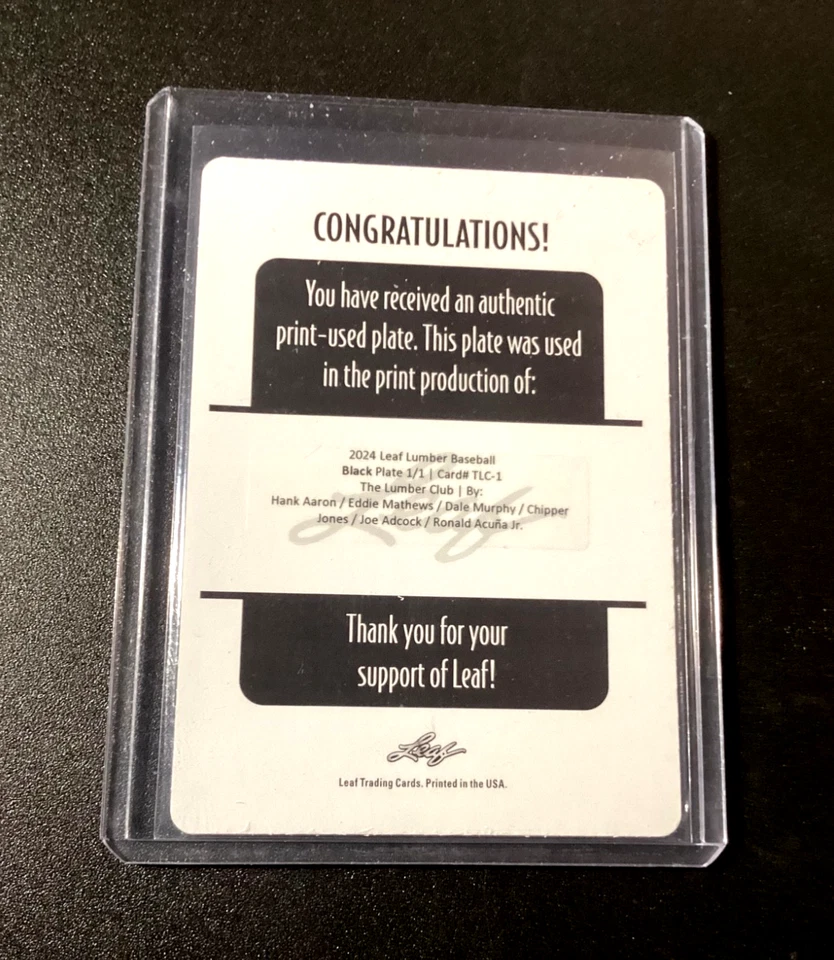 CONGRATULATIONS!
You have received an authentic
print-used plate. This plate was used
in the print production of:
2024 Leaf Lumber Baseball
Black Plate 1/1 | Card# TLC-1
The Lumber Club | By:
Hank Aaron / Eddie Mathews / Dale Murphy / Chipper
Jones / Joe Adcock / Ronald Acuña Jr.
Leaf
Thank you for your
support of Leaf!
Leaf
Leaf Trading Cards. Printed in the USA.